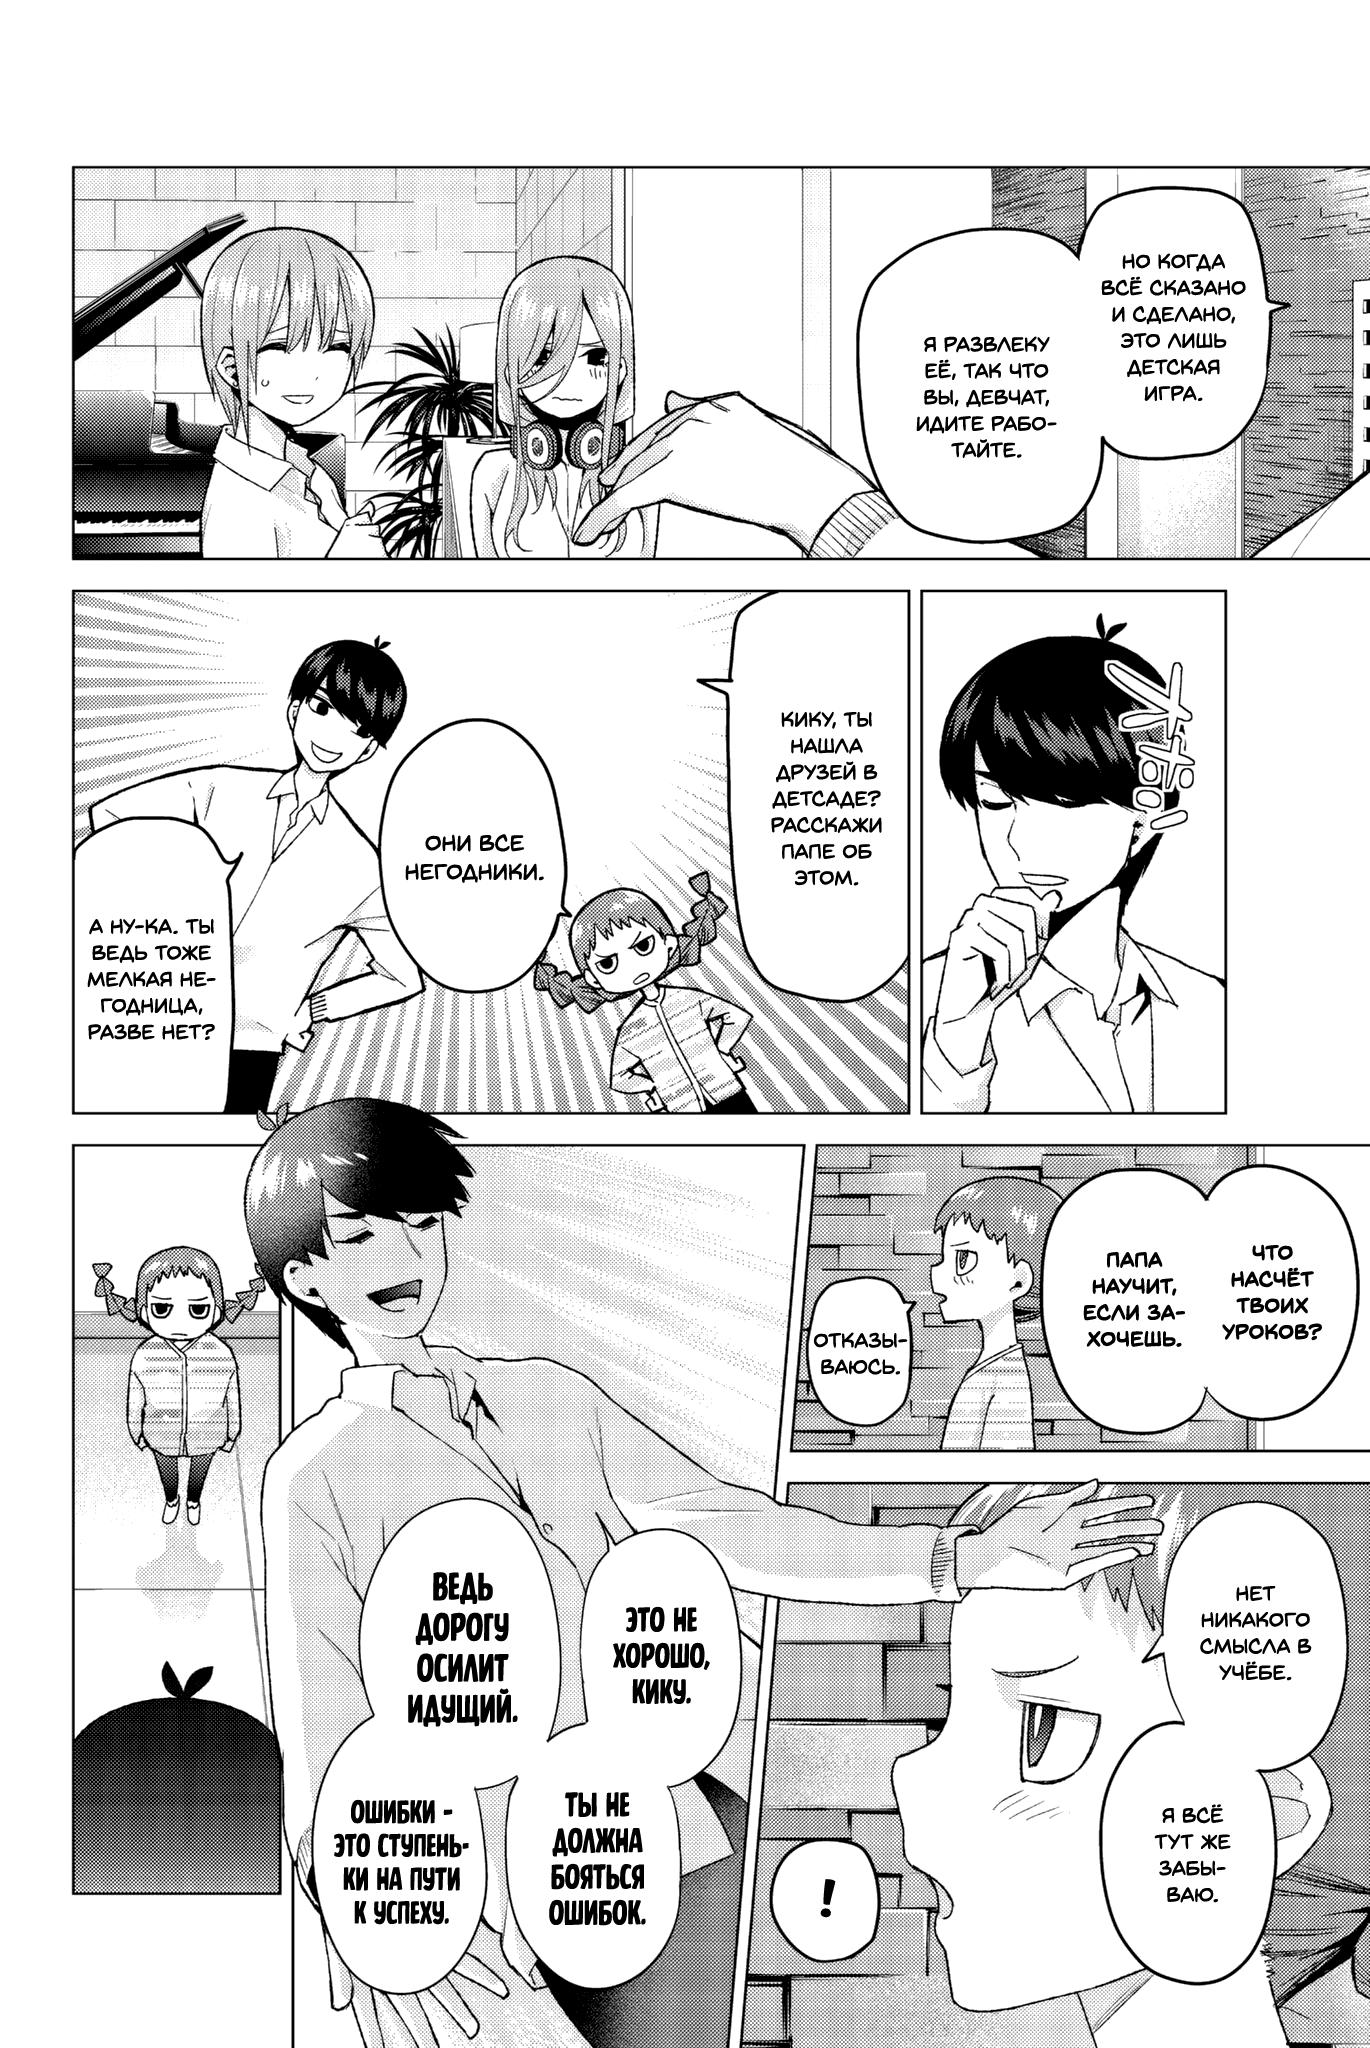 НО КОГДА
ВСЁ СКАЗАНО
И СДЕЛАНО,
ЭТО ЛИШЬ
ДЕТСКАЯ
ИГРА.
Я РАЗВЛЕКУ
ЕЁ, ТАК ЧТО
ВЫ, ДЕВЧАТ,
ИДИТЕ РАБО-
ТАЙТЕ.
КИКУ, ТЫ
НАШЛА
ДРУЗЕЙ В
ДЕТСАДЕ?
РАССКАЖИ
ПАПЕ ОБ
ЭТОМ.
ОНИ ВСЕ
НЕГОДНИКИ.
А НУ-КА. ТЫ
ВЕДЬ ТОЖЕ
МЕЛКАЯ НЕ-
ГОДНИЦА,
РАЗВЕ НЕТ?
ЧТО
НАСЧЁТ
ТВОИХ
УРОКОВ?
ПАПА
НАУЧИТ,
ЕСЛИ ЗА-
ХОЧЕШЬ.
ОТКАЗЫ-
ВАЮСЬ.
НЕТ
НИКАКОГО
СМЫСЛА В
УЧЁБЕ.
Я ВСЁ
ТУТ ЖЕ
ЗАБЫ-
ВАЮ.
!
ЭТО НЕ
ХОРОШО,
КИКУ.
ТЫ НЕ
ДОЛЖНА
БОЯТЬСЯ
ОШИБОК.
ВЕДЬ
ДОРОГУ
ОСИЛИТ
ИДУЩИЙ.
ОШИБКИ -
ЭТО СТУПЕНЬ-
КИ НА ПУТИ
К УСПЕХУ.